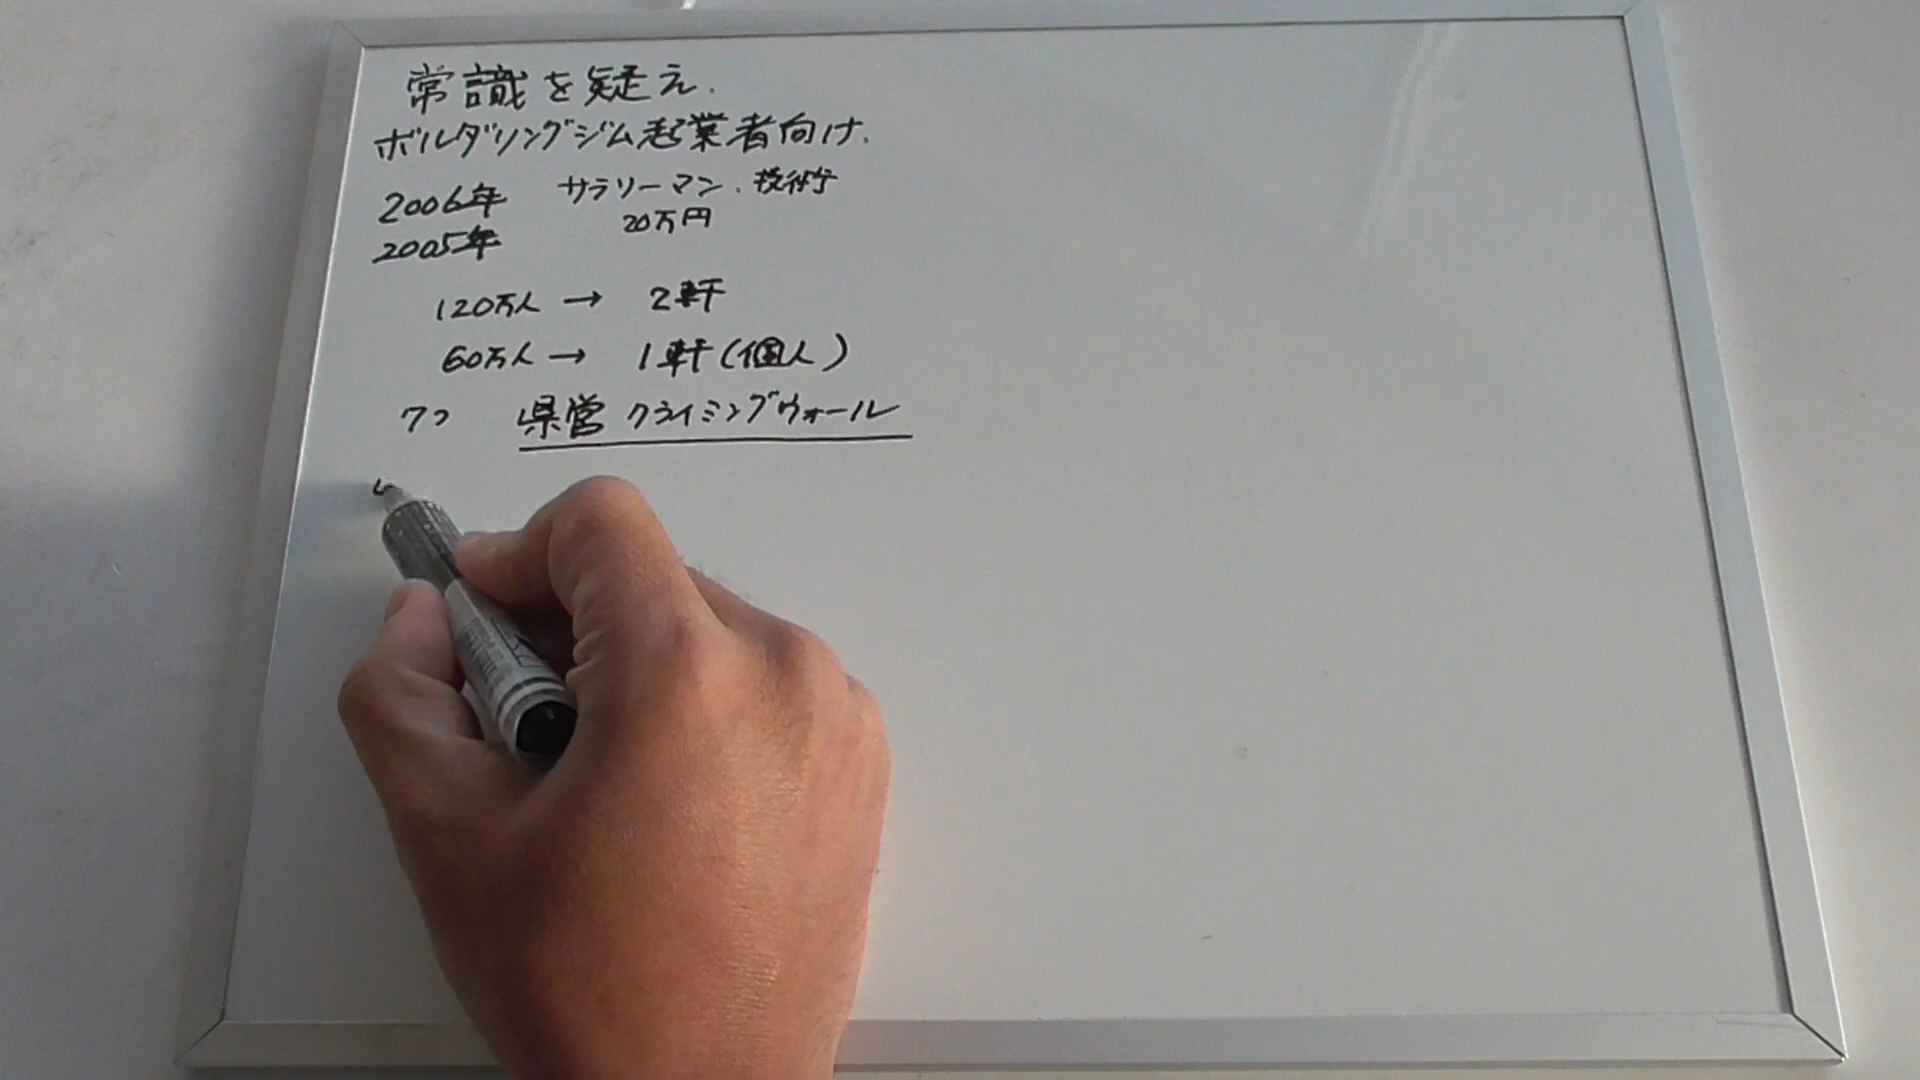 常識を疑え.
ボルダリングジム起業者向け.
2006年 サラリーマン.技術学
20万円
2005年
120万人 → 2軒
60万人 → 1軒(個人)
7つ 県営 クライミングウォール